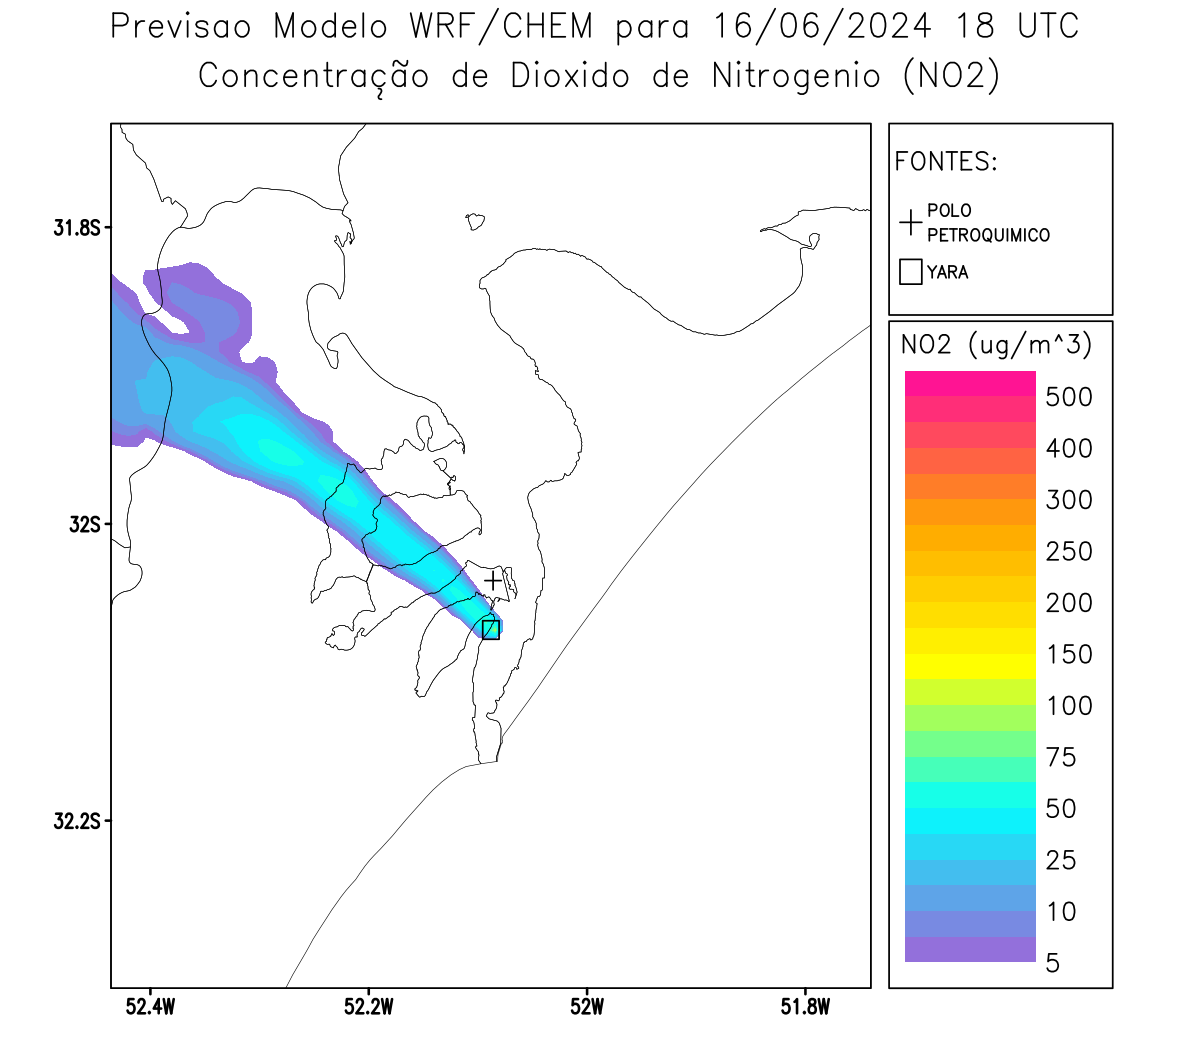 Previsao Modelo WRF/CHEM para 16/06/2024 18 UTC
Concentração de Dioxido de Nitrogenio (NO2)
FONTES:
POLO
PETROQUIMICO
YARA
NO2 (ug/m^3)
500
400
300
250
200
150
100
75
50
25
10
5
31.8S
32S
32.2S
52.4W
52.2W
52W
51.8W